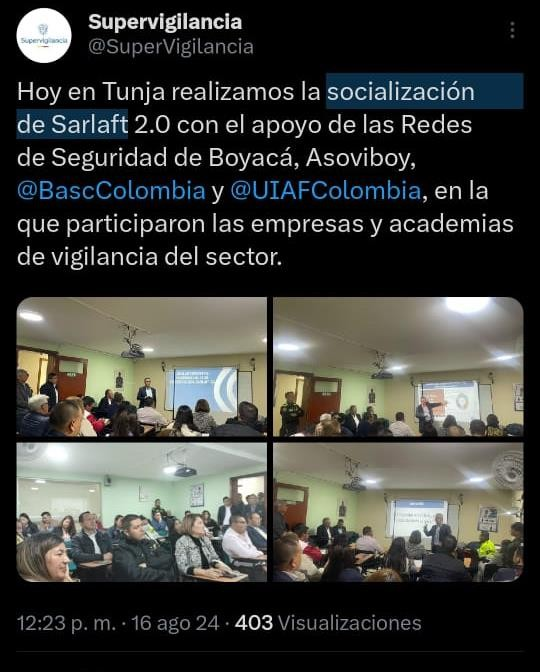 Supervigilancia
Supervigilancia
@SuperVigilancia
Hoy en Tunja realizamos la socialización
de Sarlaft 2.0 con el apoyo de las Redes
de Seguridad de Boyacá, Asoviboy,
@BascColombia y @UIAFColombia, en la
que participaron las empresas y academias
de vigilancia del sector.
12:23 p. m. · 16 ago 24 · 403 Visualizaciones